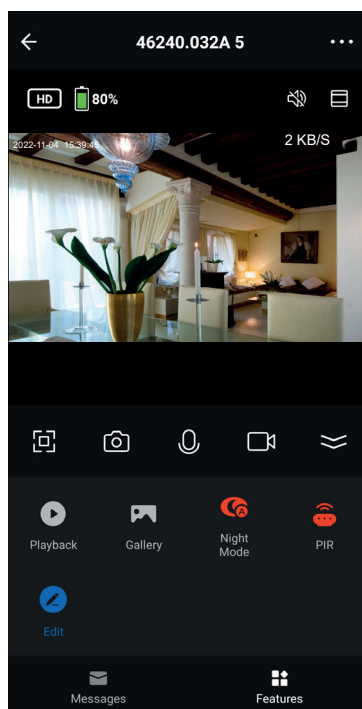 46240.032A 5
HD 80%
2022-11-04 15:39:45
2 KB/S
Playback
Gallery
Night
Mode
PIR
Edit
Messages
Features